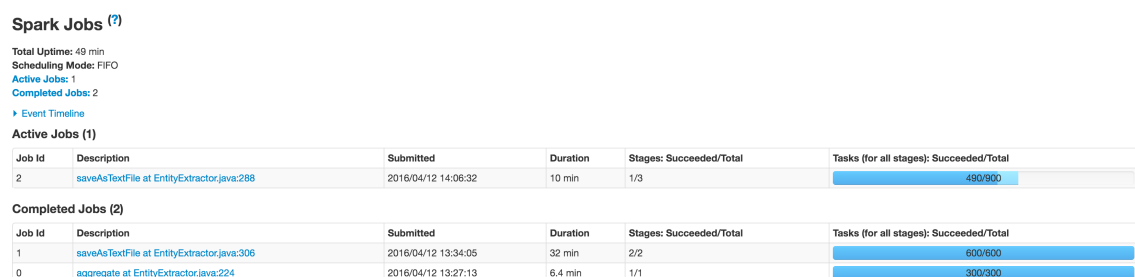 Spark Jobs (?)
Total Uptime: 49 min
Scheduling Mode: FIFO
Active Jobs: 1
Completed Jobs: 2
Event Timeline
Active Jobs (1)
Job Id Description Submitted Duration Stages: Succeeded/Total Tasks (for all stages): Succeeded/Total
2 saveAsTextFile at EntityExtractor.java:288 2016/04/12 14:06:32 10 min 1/3 490/900
Completed Jobs (2)
Job Id Description Submitted Duration Stages: Succeeded/Total Tasks (for all stages): Succeeded/Total
1 saveAsTextFile at EntityExtractor.java:306 2016/04/12 13:34:05 32 min 2/2 600/600
0 aggregate at EntityExtractor.java:224 2016/04/12 13:27:13 6.4 min 1/1 300/300